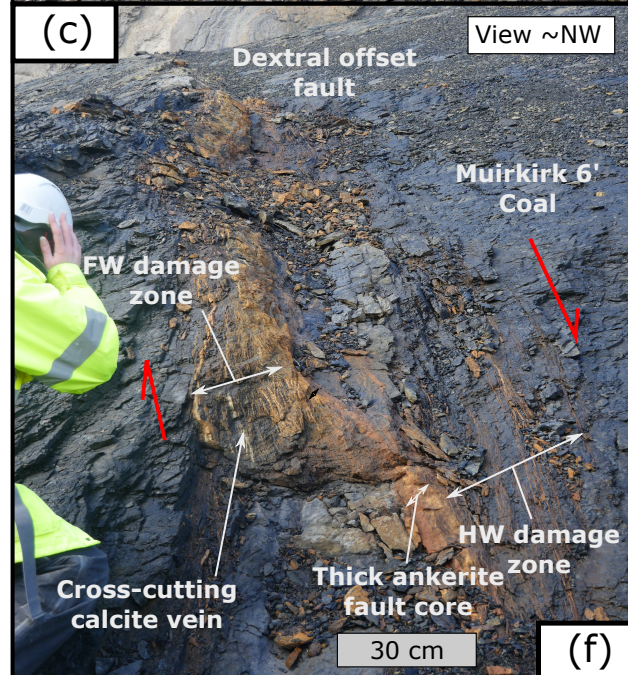 (c)
View ~NW
Dextral offset
fault
Muirkirk 6'
Coal
FW damage
zone
HW damage
zone
Thick ankerite
fault core
Cross-cutting
calcite vein
30 cm
(f)